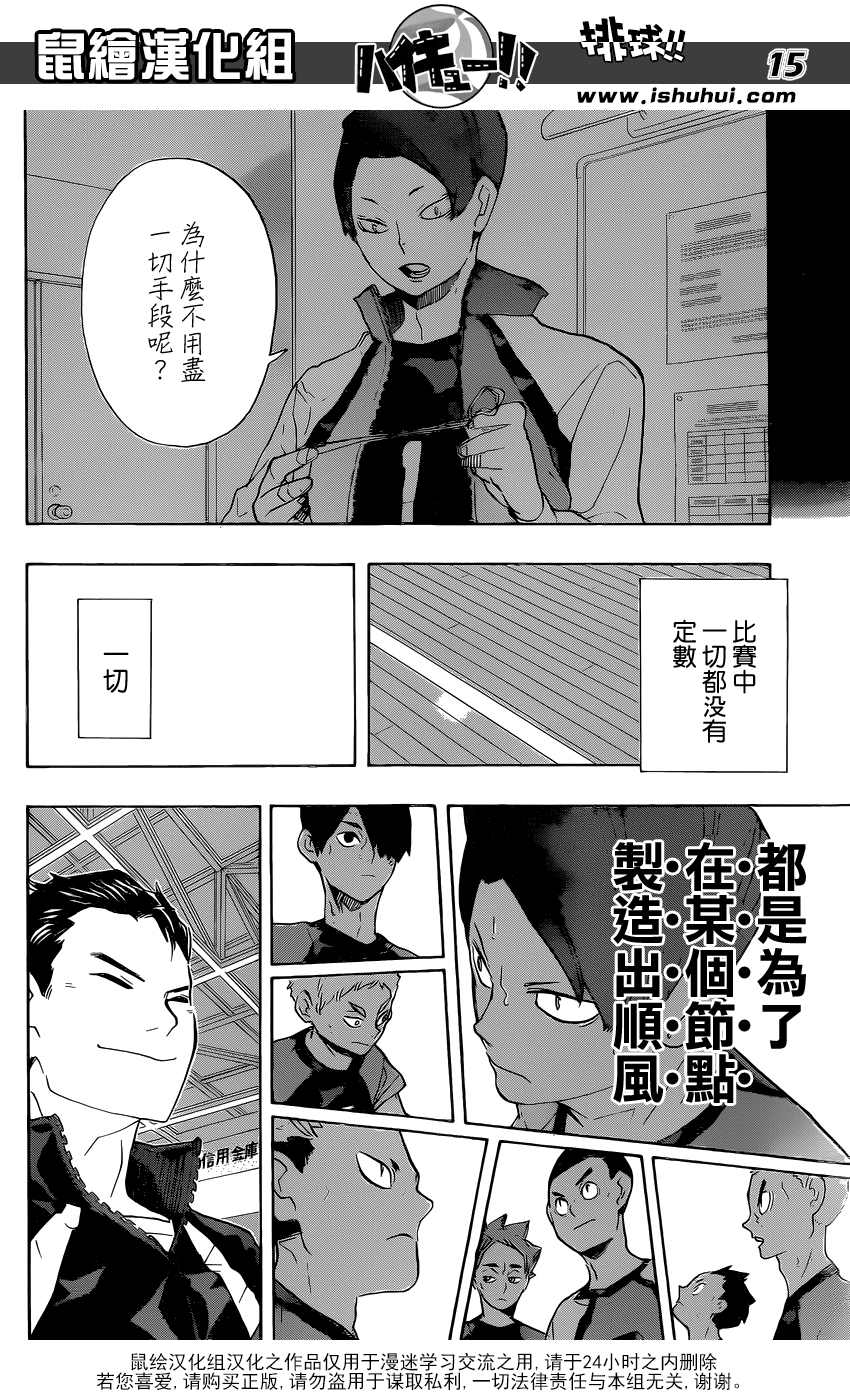 鼠繪漢化組
ハイキュー!!
排球!!
15
www.ishuhui.com
為什麼不用盡
一切手段呢？
比賽中
一切都没有
定數
一切
都是為了
在某個節點
製造出順風
信用金庫
鼠绘汉化组汉化之作品仅用于漫迷学习交流之用, 请于24小时之内删除
若您喜爱, 请购买正版, 请勿盗用于谋取私利, 一切法律责任与本组无关, 谢谢。